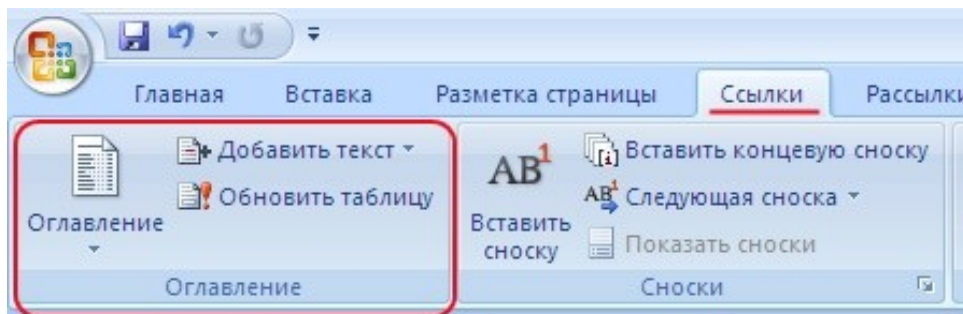 Главная Вставка Разметка страницы Ссылки Рассылки
Оглавление
Добавить текст
Обновить таблицу
Оглавление
AB1
Вставить
сноску
Вставить концевую сноску
AB1 Следующая сноска
Показать сноски
Сноски